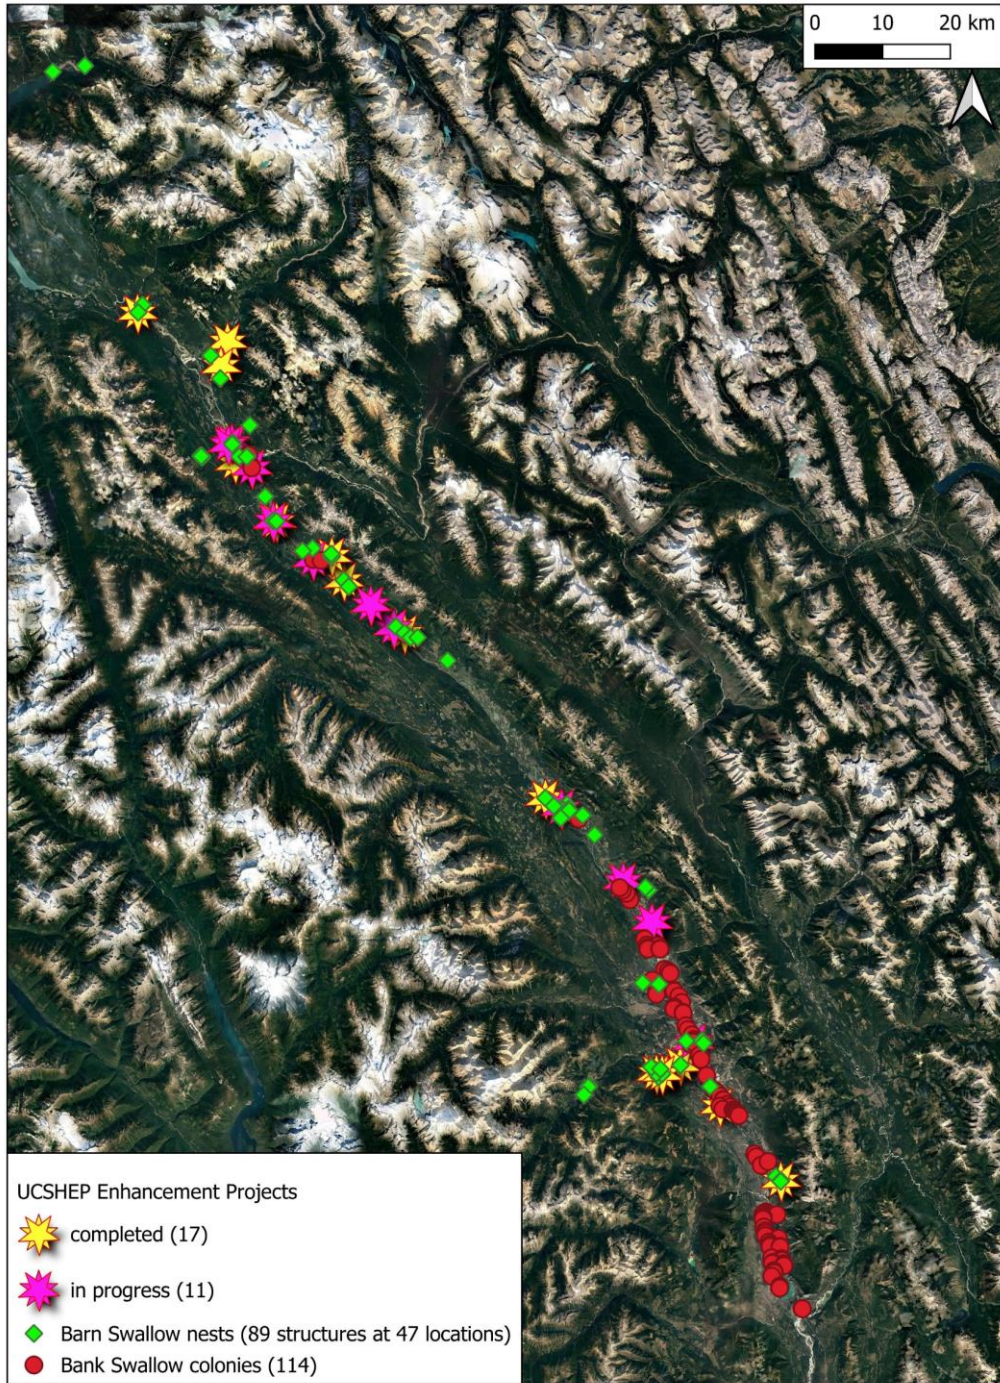 0 10 20 km
UCSHEP Enhancement Projects
completed (17)
in progress (11)
Barn Swallow nests (89 structures at 47 locations)
Bank Swallow colonies (114)